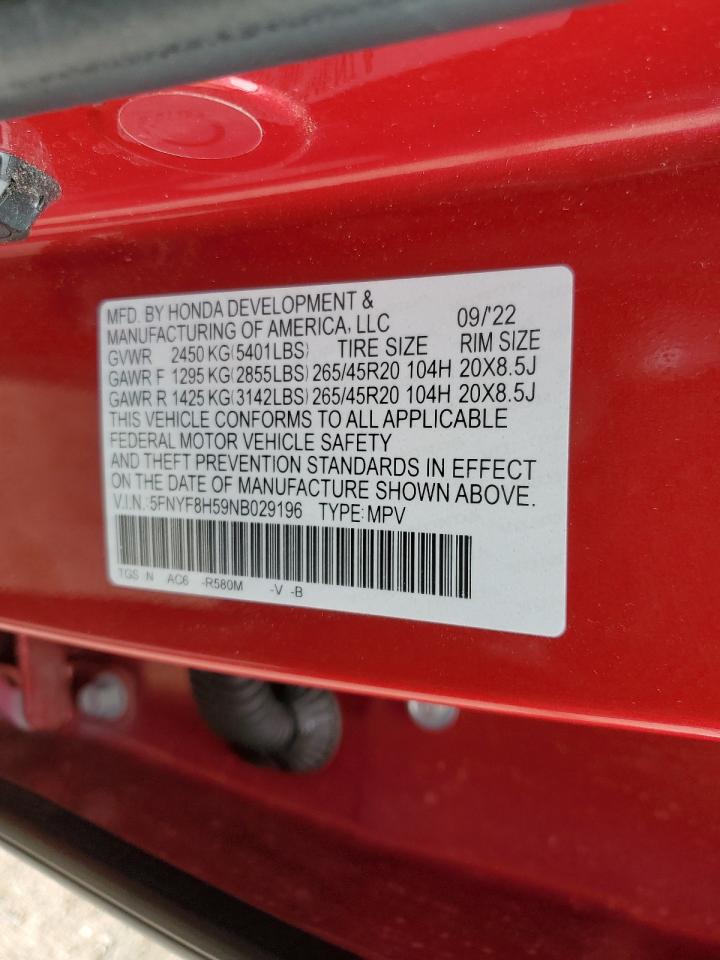 MFD. BY HONDA DEVELOPMENT &
MANUFACTURING OF AMERICA, LLC 09/'22
GVWR 2450 KG(5401LBS) TIRE SIZE RIM SIZE
GAWR F 1295 KG(2855LBS) 265/45R20 104H 20X8.5J
GAWR R 1425 KG(3142LBS) 265/45R20 104H 20X8.5J
THIS VEHICLE CONFORMS TO ALL APPLICABLE
FEDERAL MOTOR VEHICLE SAFETY
AND THEFT PREVENTION STANDARDS IN EFFECT
ON THE DATE OF MANUFACTURE SHOWN ABOVE.
V.I.N.:5FNYF8H59NB029196 TYPE:MPV
TGS :N AC6 -R580M -V -B